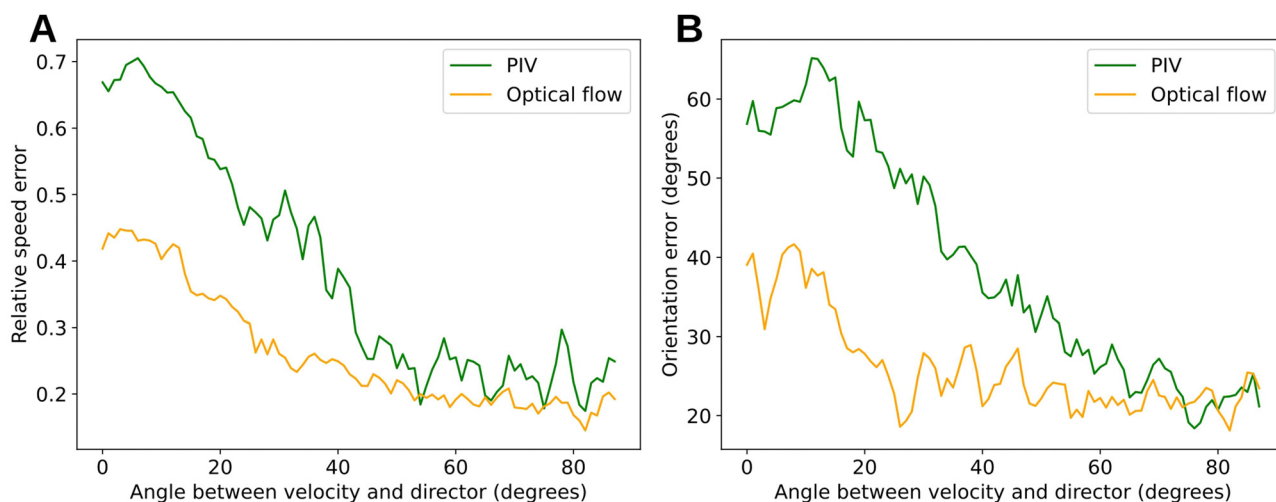 A
Relative speed error
0.7
0.6
0.5
0.4
0.3
0.2
PIV
Optical flow
0 20 40 60 80
Angle between velocity and director (degrees)
B
Orientation error (degrees)
60
50
40
30
20
PIV
Optical flow
0 20 40 60 80
Angle between velocity and director (degrees)